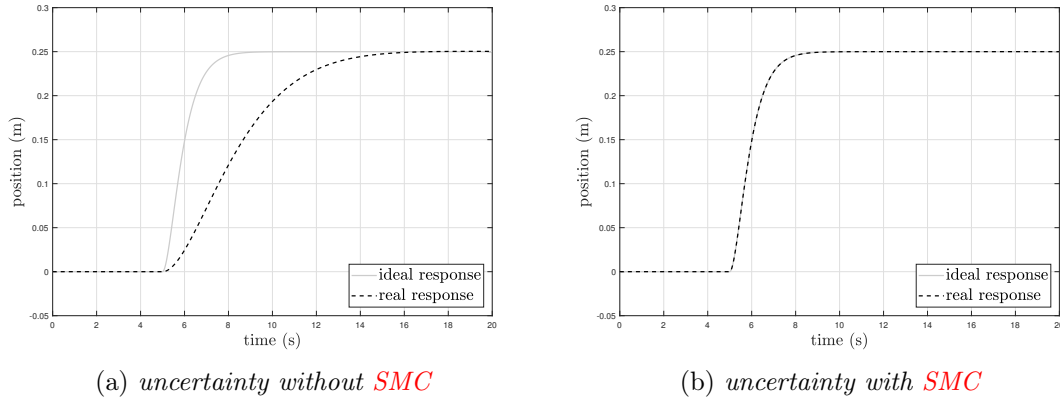 0.3
0.25
0.2
0.15
0.1
0.05
0
-0.05
position (m)
0 2 4 6 8 10 12 14 16 18 20
time (s)
ideal response
real response
(a) uncertainty without SMC
0.3
0.25
0.2
0.15
0.1
0.05
0
-0.05
position (m)
0 2 4 6 8 10 12 14 16 18 20
time (s)
ideal response
real response
(b) uncertainty with SMC